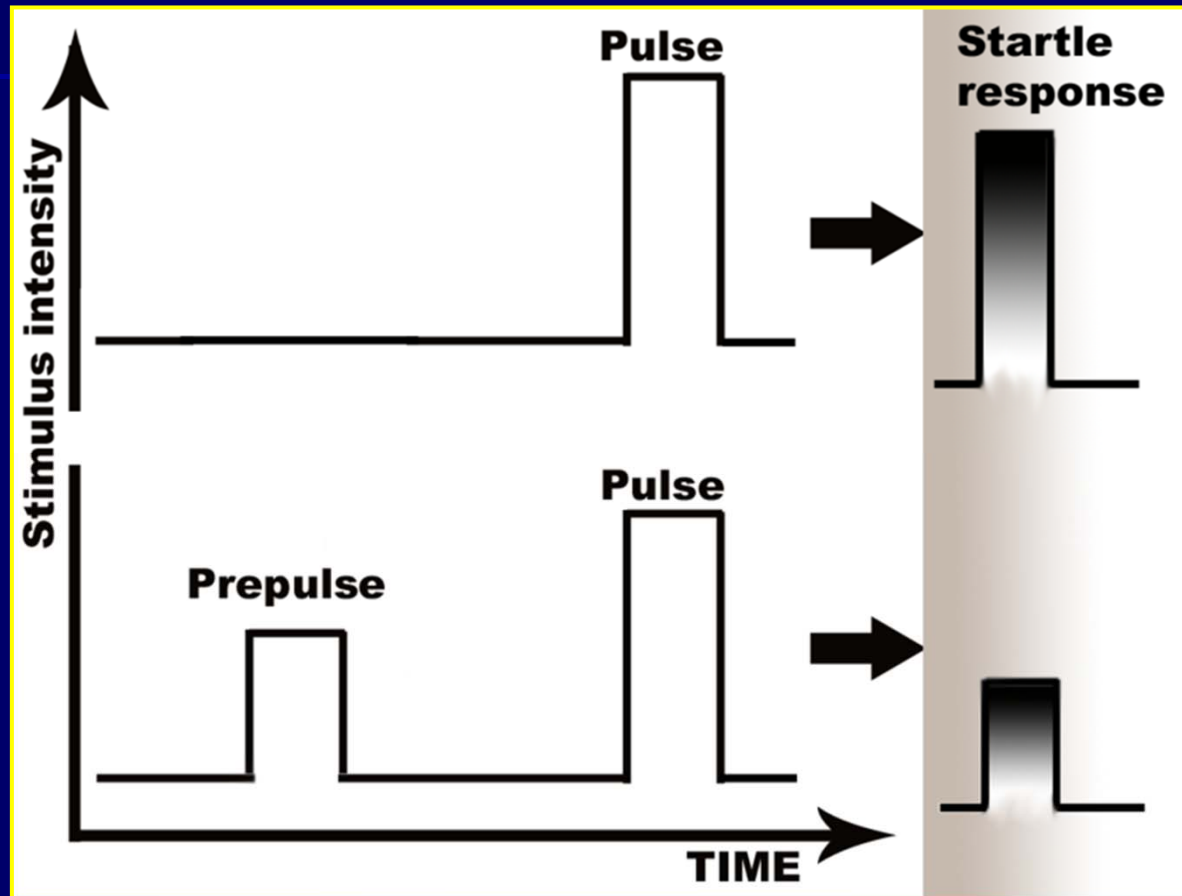 Pulse
Startle
response
Stimulus intensity
Pulse
Prepulse
TIME